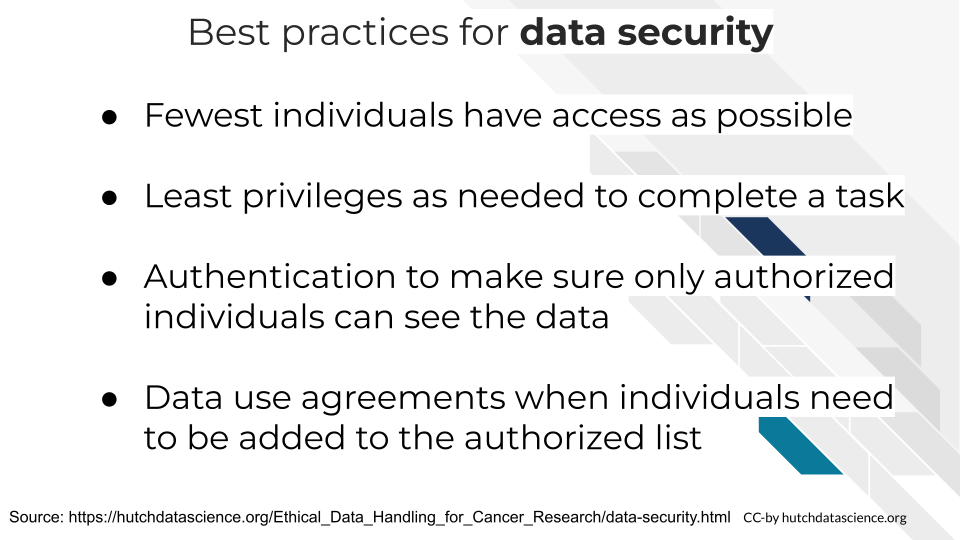 Best practices for data security
● Fewest individuals have access as possible
● Least privileges as needed to complete a task
● Authentication to make sure only authorized
individuals can see the data
● Data use agreements when individuals need
to be added to the authorized list
Source: https://hutchdatascience.org/Ethical_Data_Handling_for_Cancer_Research/data-security.html CC-by hutchdatascience.org